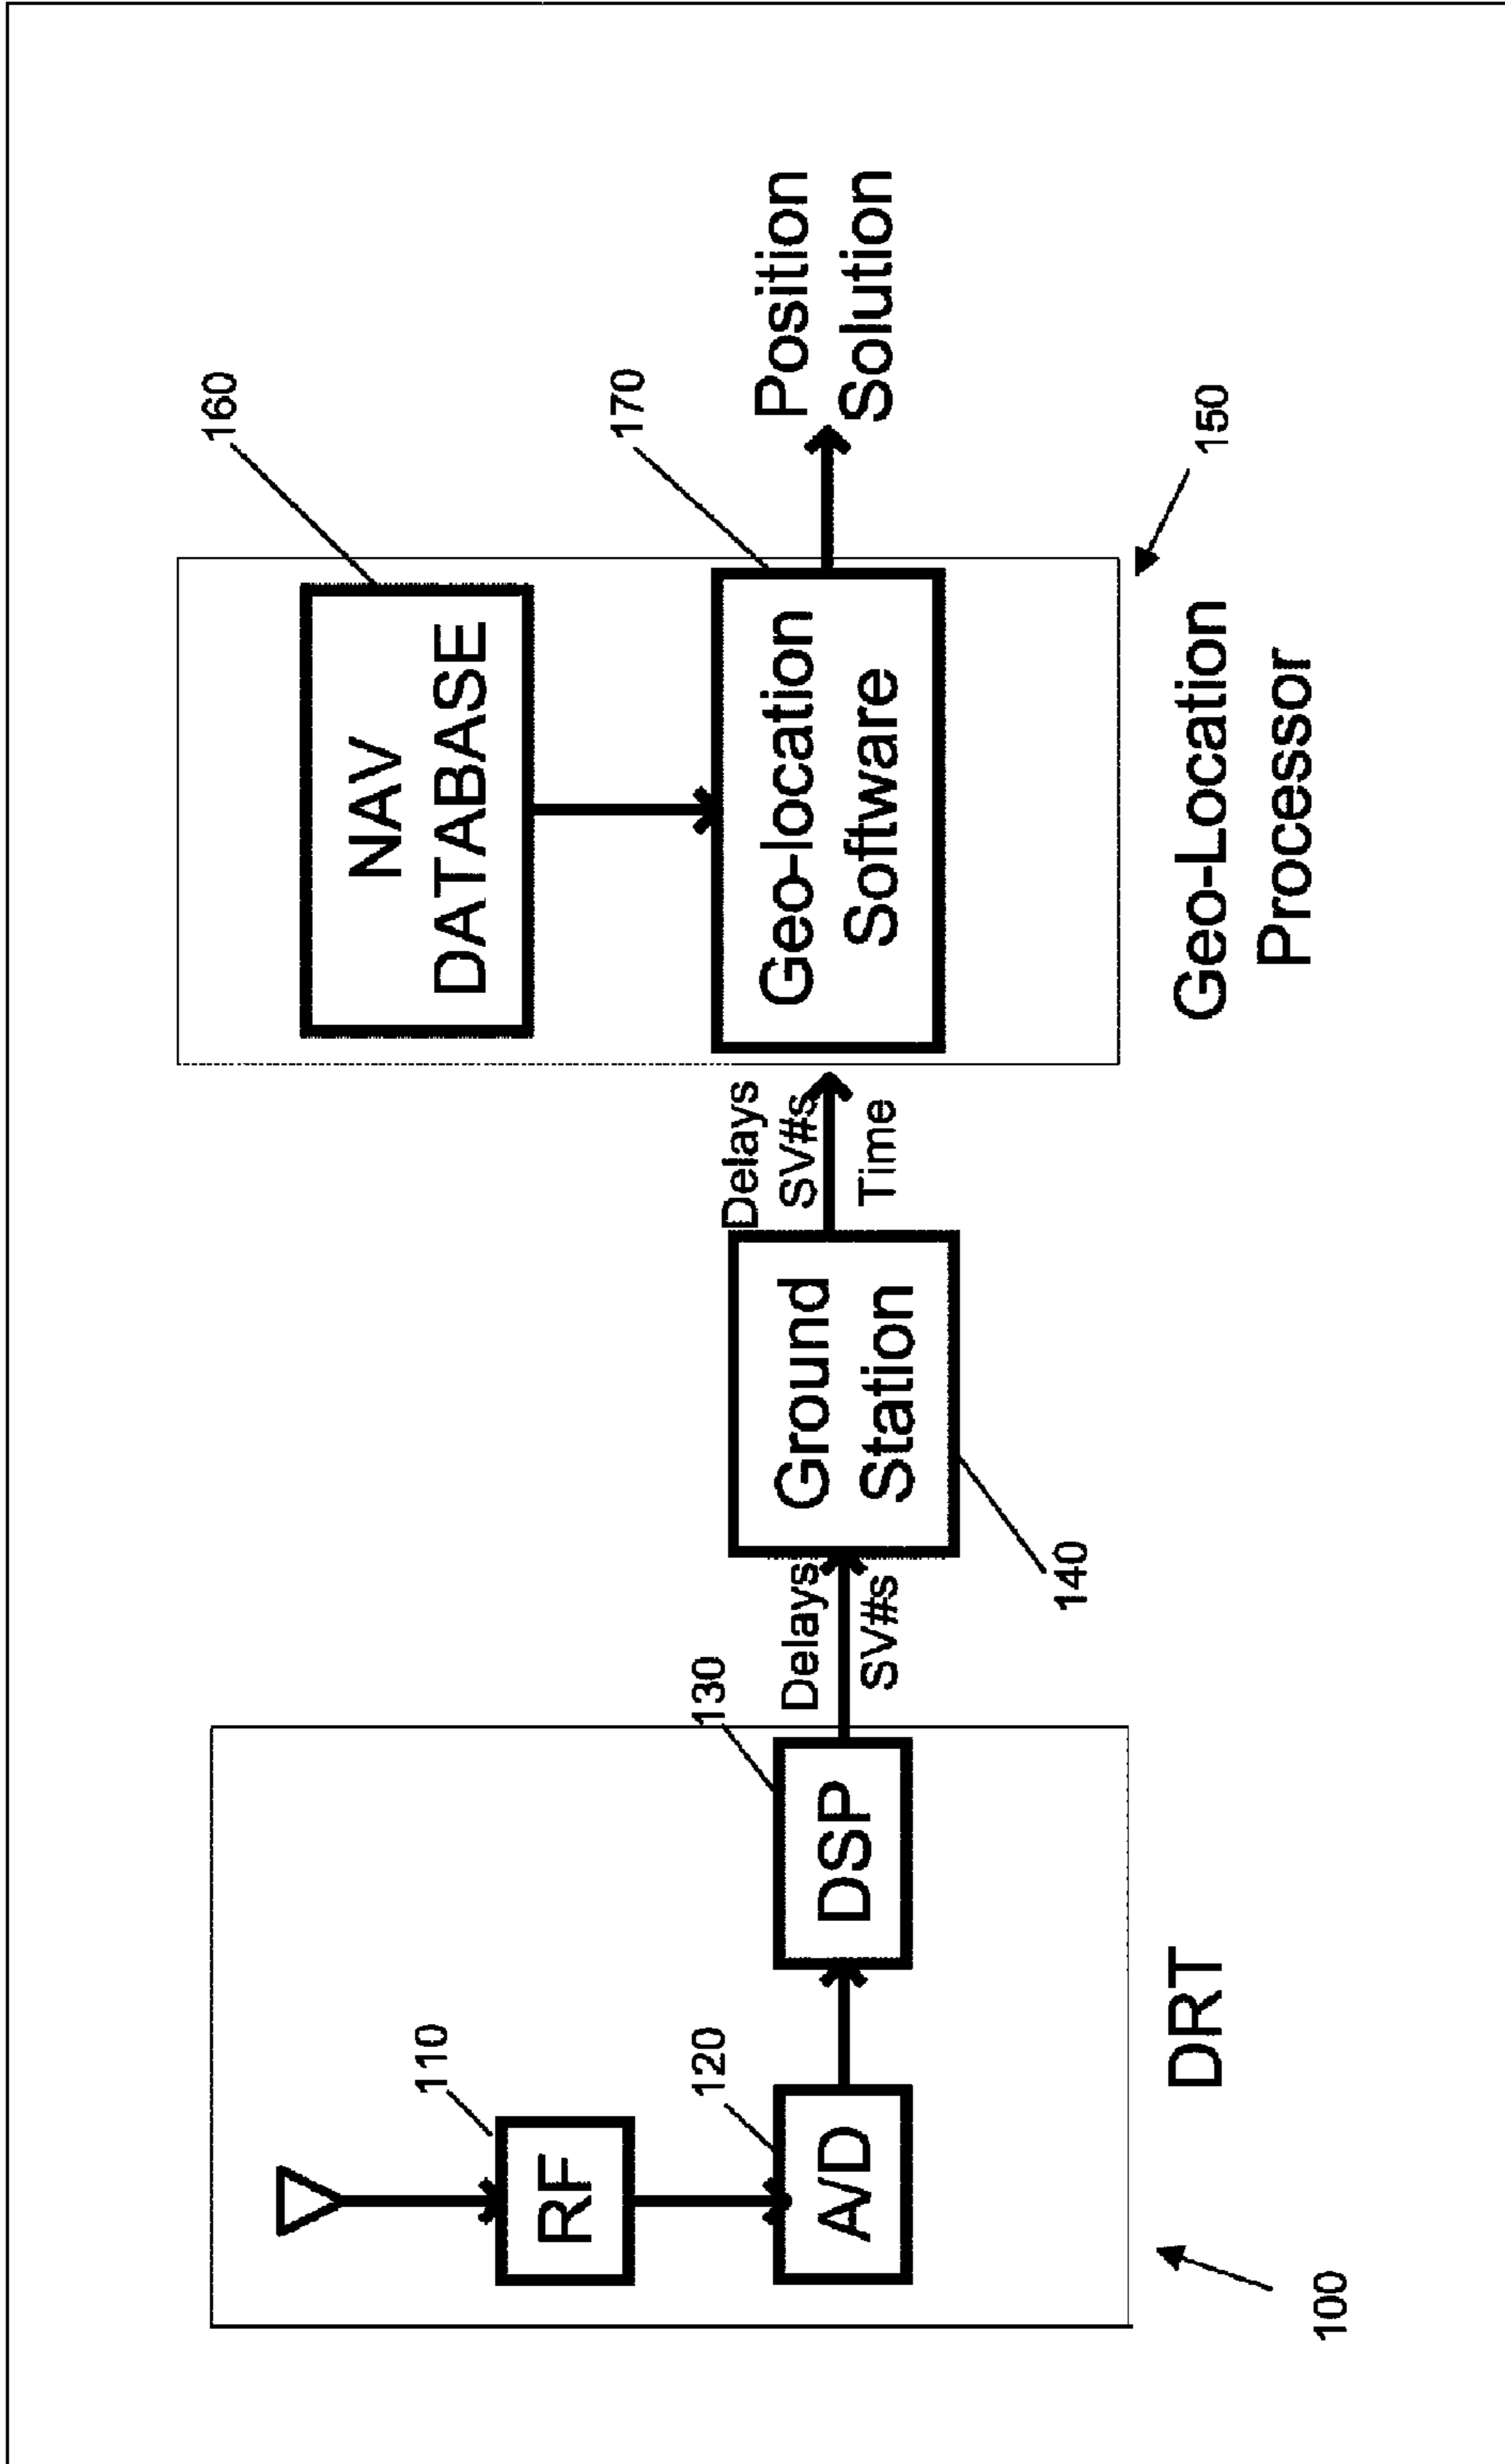 110
RF
120
A/D
130
DSP
DRT
100
Delays
SV#s
Ground
Station
140
Delays
SV#s
Time
160
NAV
DATABASE
170
Geo-location
Software
Geo-Location
Processor
150
Position
Solution